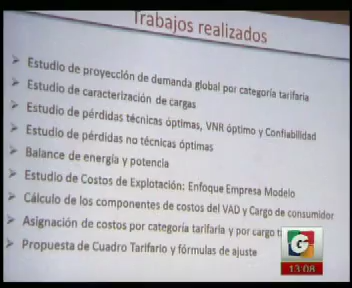 Trabajos realizados
Estudio de proyección de demanda global por categoría tarifaria
Estudio de caracterización de cargas
Estudio de pérdidas técnicas óptimas, VNR óptimo y Confiabilidad
Estudio de pérdidas no técnicas óptimas
Balance de energía y potencia
Estudio de Costos de Explotación: Enfoque Empresa Modelo
Cálculo de los componentes de costos del VAD y Cargo de consumidor
Asignación de costos por categoría tarifaria y por cargo
Propuesta de Cuadro Tarifario y fórmulas de ajuste
G
13:08